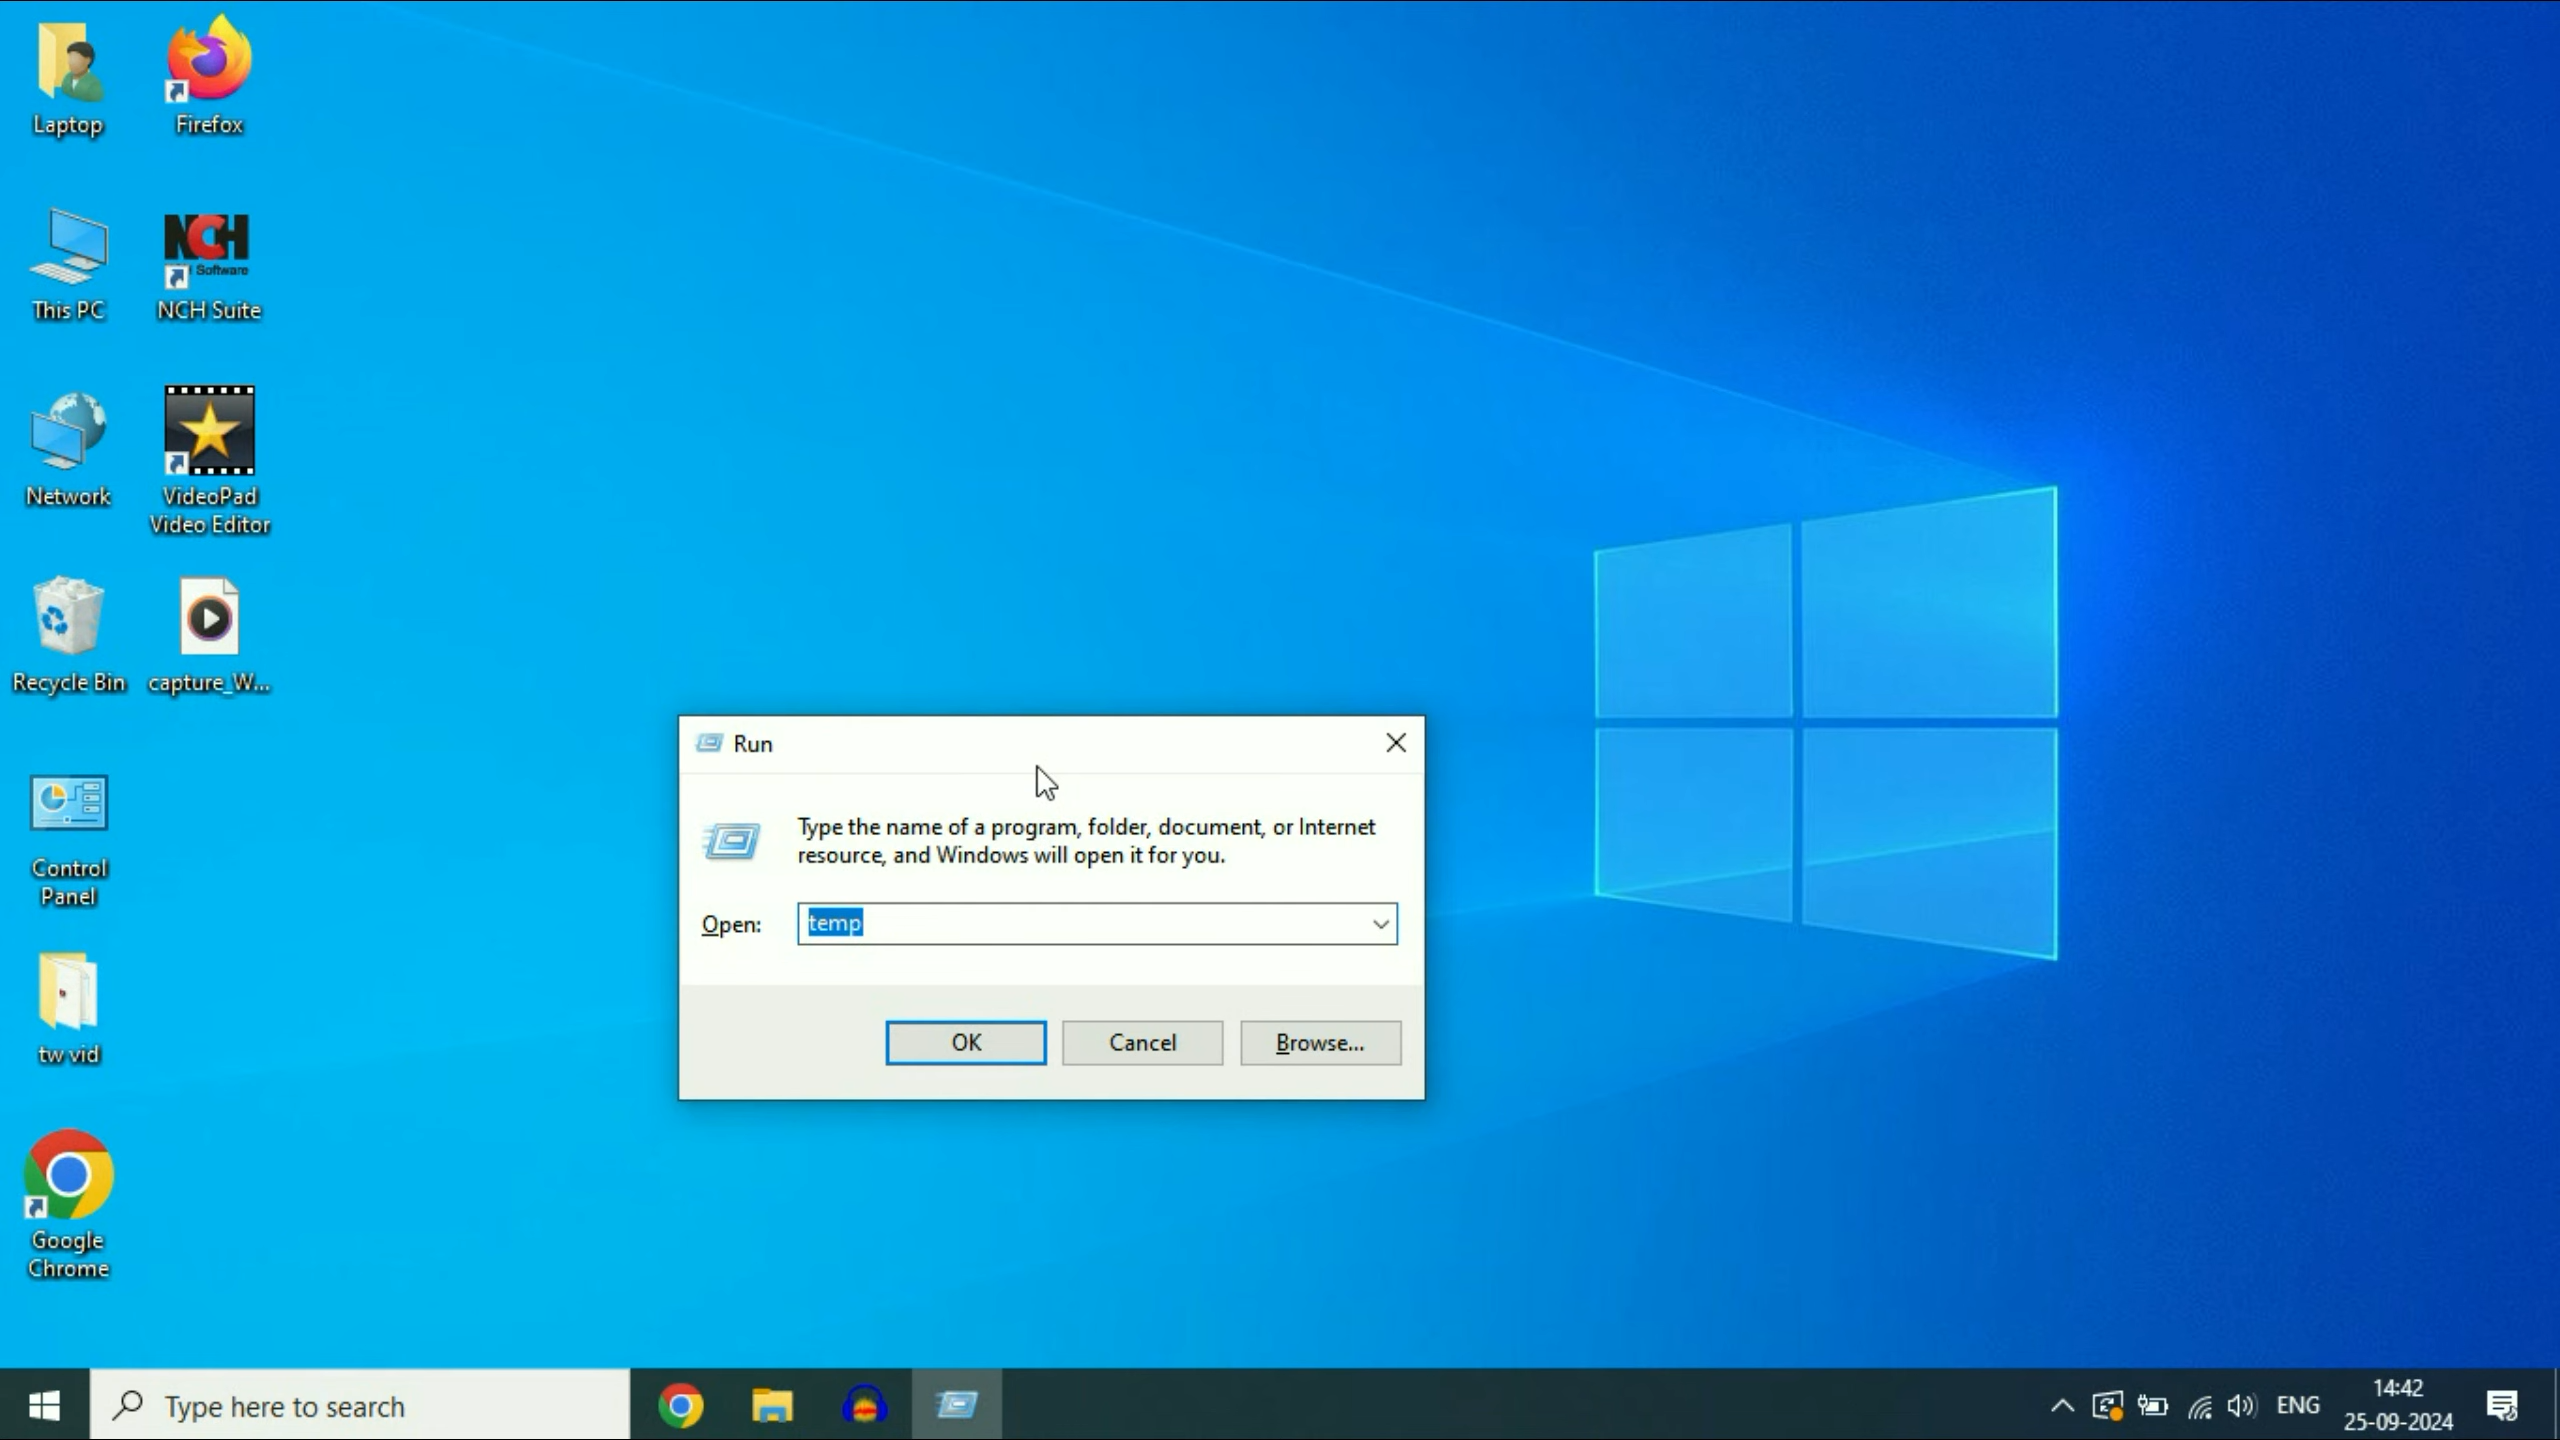 Laptop
Firefox
This PC
NCH
Software
NCH Suite
Network
VideoPad
Video Editor
Recycle Bin
capture_W...
Control
Panel
tw vid
Google
Chrome
Run
Type the name of a program, folder, document, or Internet
resource, and Windows will open it for you.
Open: temp
OK Cancel Browse...
Type here to search
ENG
14:42
25-09-2024